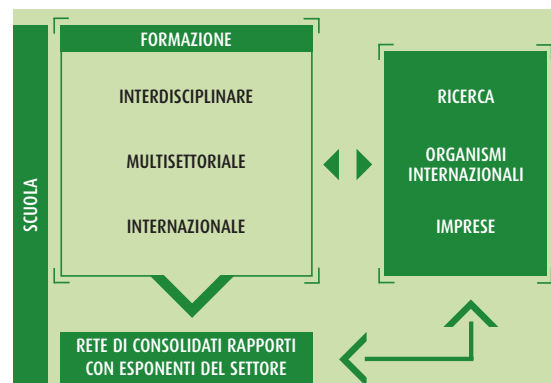 SCUOLA
FORMAZIONE
INTERDISCIPLINARE
MULTISETTORIALE
INTERNAZIONALE
RICERCA
ORGANISMI
INTERNAZIONALI
IMPRESE
RETE DI CONSOLIDATI RAPPORTI
CON ESPONENTI DEL SETTORE